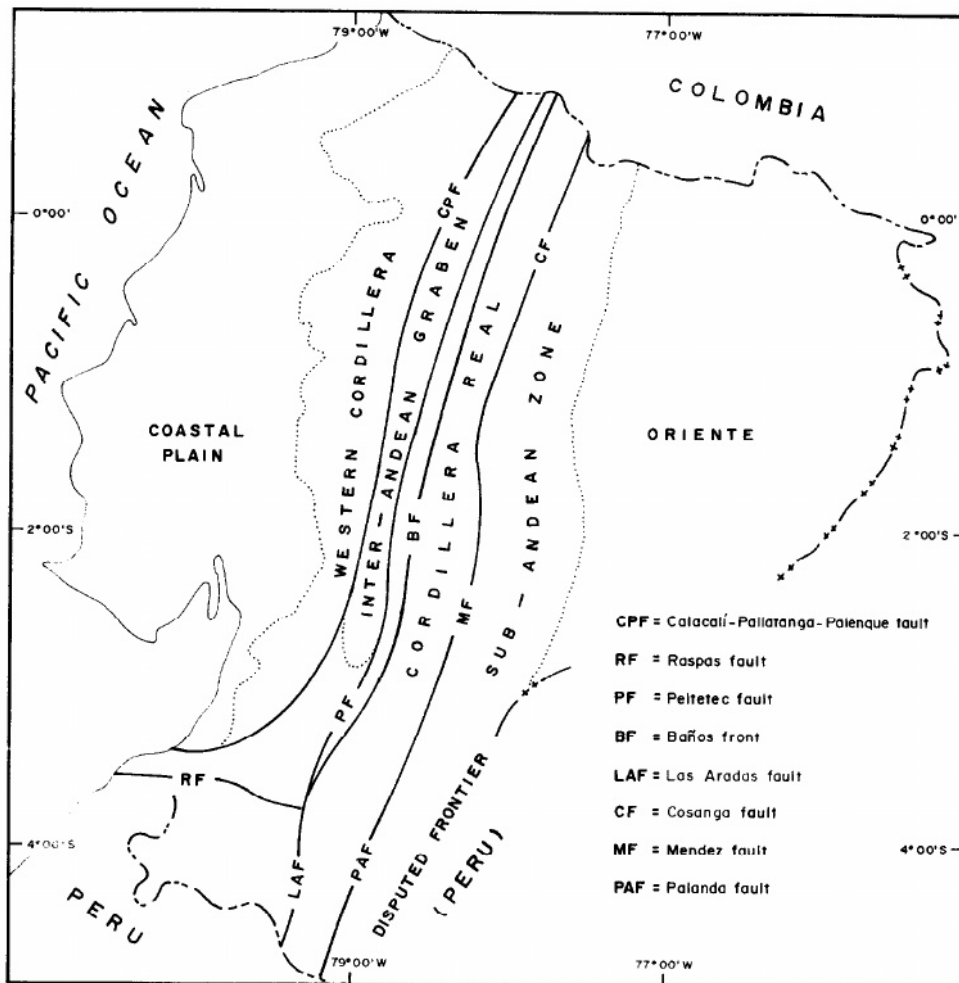 79°00'W
77°00'W
COLOMBIA
PACIFIC OCEAN
0°00'
0°00'
CPF
WESTERN CORDILLERA
INTER-ANDEAN GRABEN
CF
CORDILLERA REAL
SUB-ANDEAN ZONE
COASTAL
PLAIN
ORIENTE
BF
2°00'S
2°00'S
MF
PF
RF
LAF
PAF
4°00'S
4°00'S
DISPUTED FRONTIER
(PERU)
PERU
CPF = Calacalí-Pallatanga-Palenque fault
RF = Raspas fault
PF = Peltetec fault
BF = Baños front
LAF = Las Aradas fault
CF = Cosanga fault
MF = Mendez fault
PAF = Palanda fault
79°00'W
77°00'W